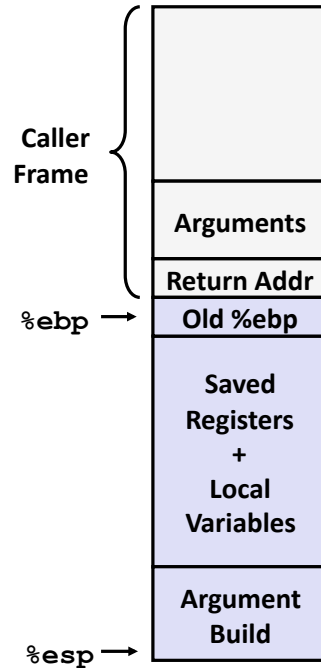 Caller
Frame
Arguments
Return Addr
%ebp
Old %ebp
Saved
Registers
+
Local
Variables
Argument
Build
%esp